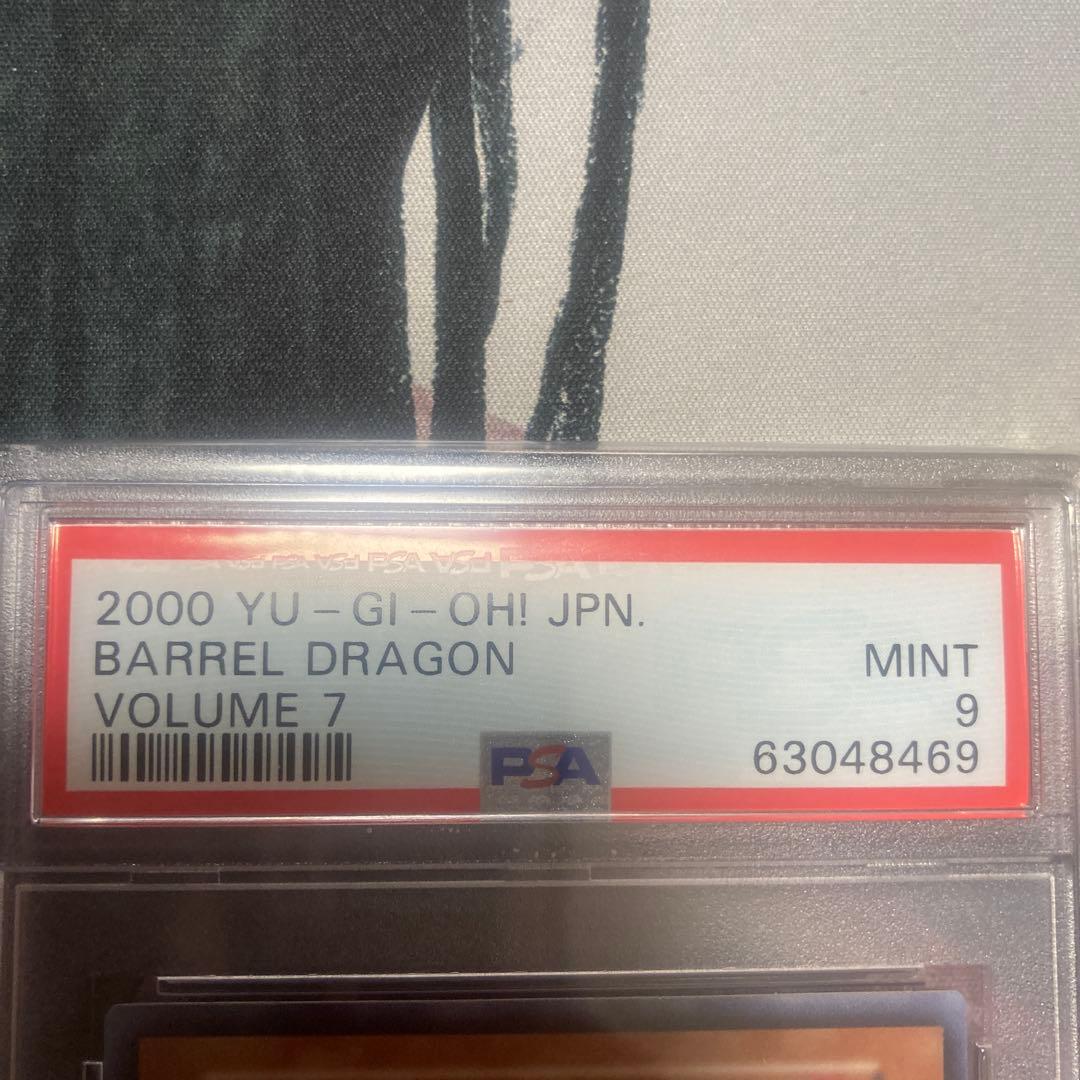 2000 YU-GI-OH! JPN.
BARREL DRAGON
MINT
VOLUME 7
9
PSA
63048469